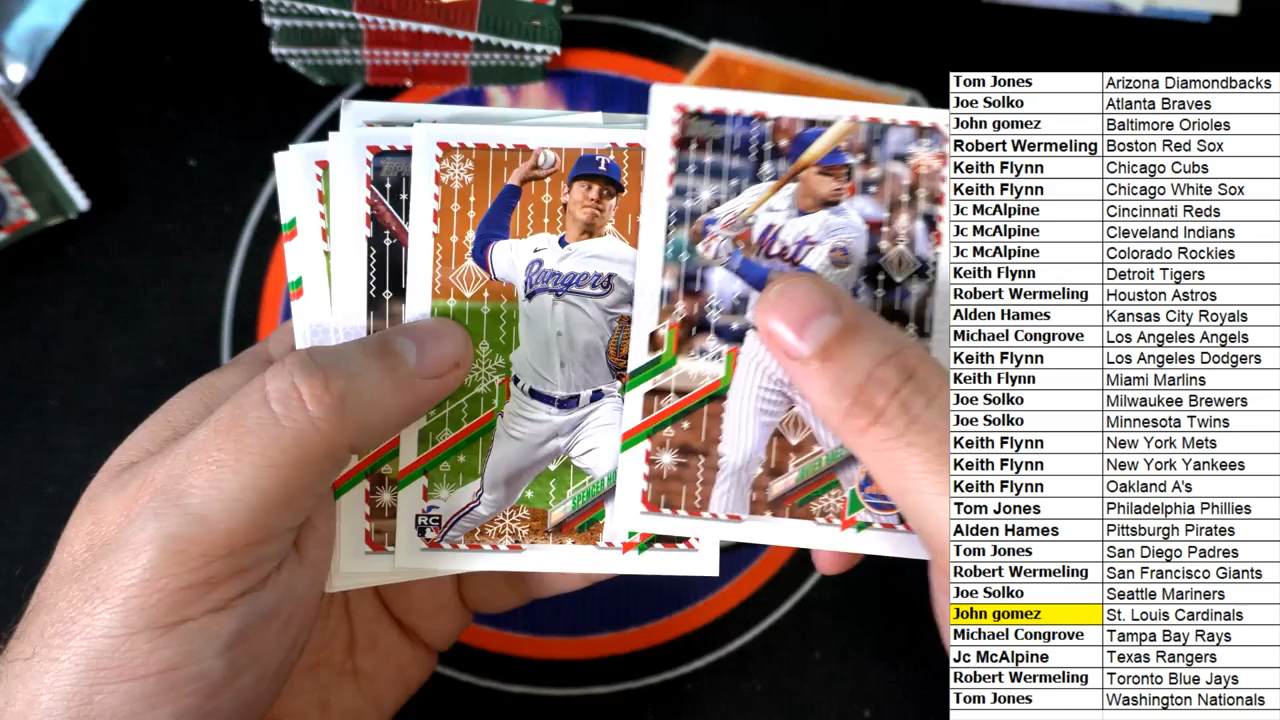 Tom Jones Arizona Diamondbacks
Joe Solko Atlanta Braves
John gomez Baltimore Orioles
Robert Wermeling Boston Red Sox
Keith Flynn Chicago Cubs
Keith Flynn Chicago White Sox
Jc McAlpine Cincinnati Reds
Jc McAlpine Cleveland Indians
Jc McAlpine Colorado Rockies
Keith Flynn Detroit Tigers
Robert Wermeling Houston Astros
Alden Hames Kansas City Royals
Michael Congrove Los Angeles Angels
Keith Flynn Los Angeles Dodgers
Keith Flynn Miami Marlins
Joe Solko Milwaukee Brewers
Joe Solko Minnesota Twins
Keith Flynn New York Mets
Keith Flynn New York Yankees
Keith Flynn Oakland A's
Tom Jones Philadelphia Phillies
Alden Hames Pittsburgh Pirates
Tom Jones San Diego Padres
Robert Wermeling San Francisco Giants
Joe Solko Seattle Mariners
John gomez St. Louis Cardinals
Michael Congrove Tampa Bay Rays
Jc McAlpine Texas Rangers
Robert Wermeling Toronto Blue Jays
Tom Jones Washington Nationals
T
Rangers
SPENCER
RC
Mets